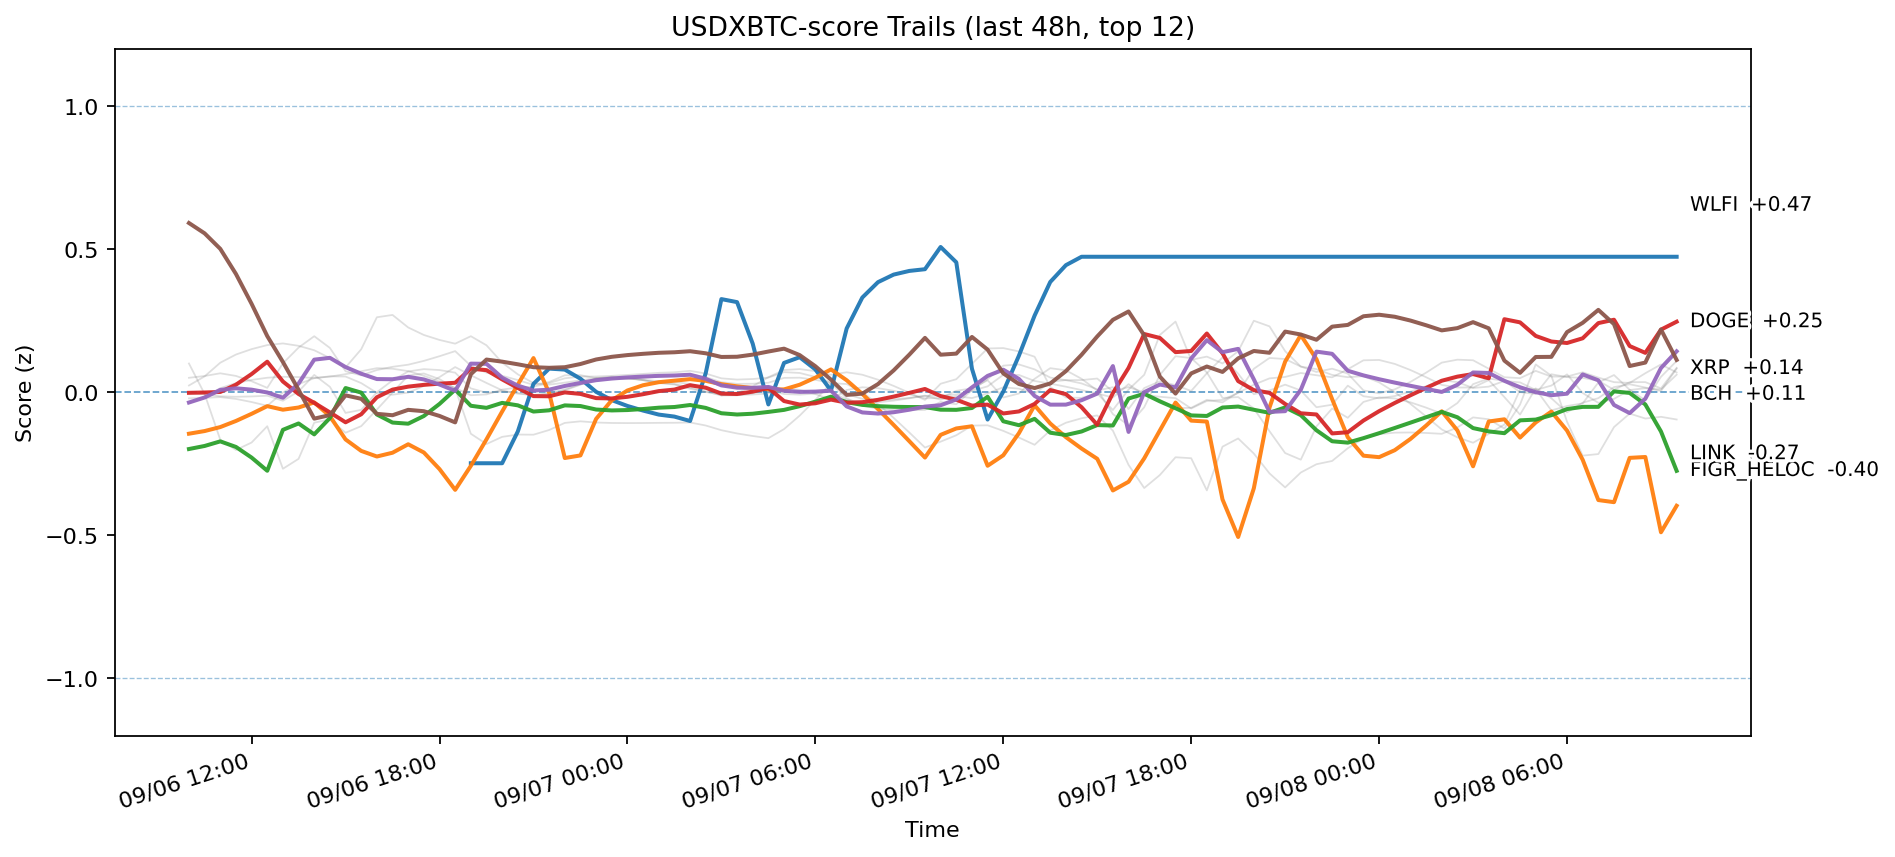 USDXBTC-score Trails (last 48h, top 12)
1.0
0.5
0.0
−0.5
−1.0
Score (z)
WLFI +0.47
DOGE +0.25
XRP +0.14
BCH +0.11
LINK -0.27
FIGR_HELOC -0.40
09/06 12:00
09/06 18:00
09/07 00:00
09/07 06:00
09/07 12:00
09/07 18:00
09/08 00:00
09/08 06:00
Time